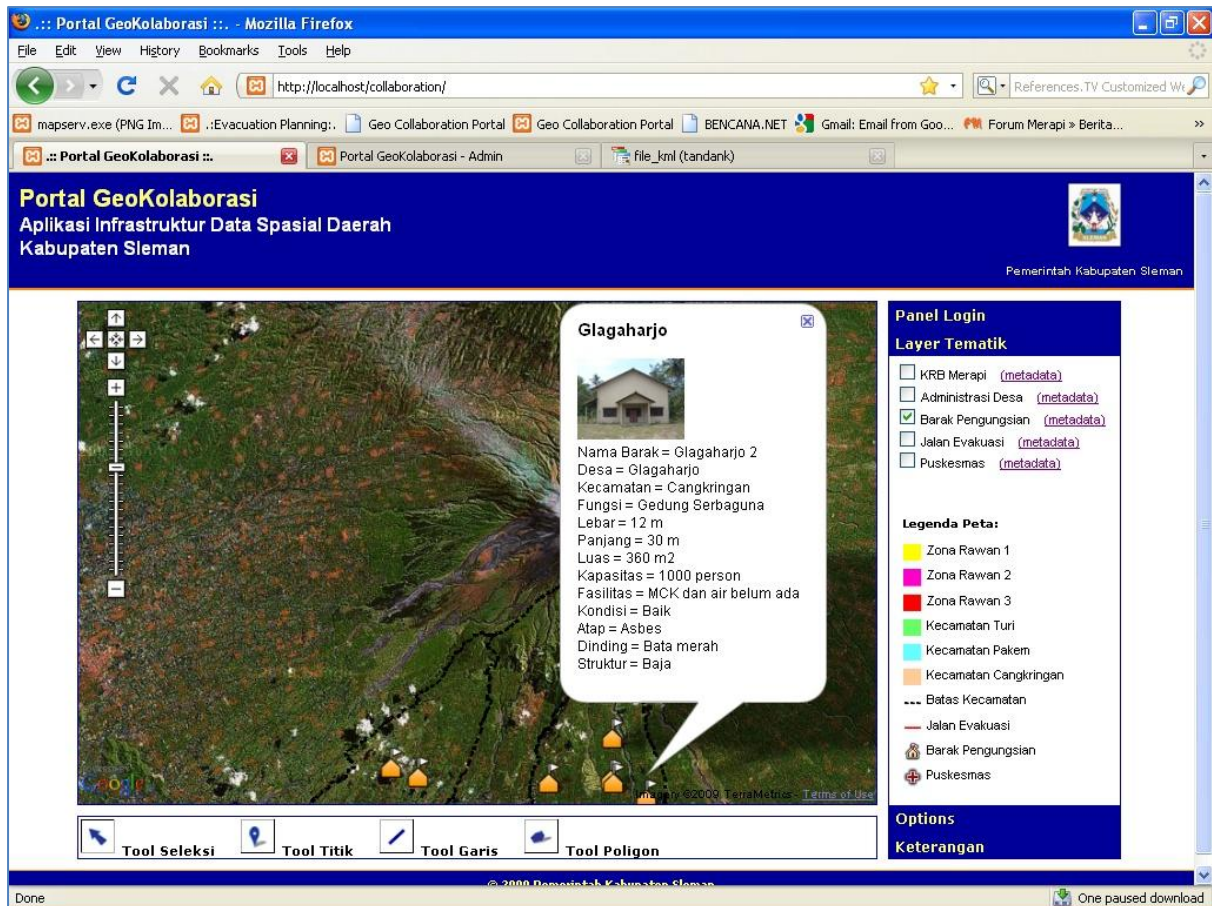 .:: Portal GeoKolaborasi ::. - Mozilla Firefox
File Edit View History Bookmarks Tools Help
http://localhost/collaboration/
References.TV Customized We
mapserv.exe (PNG Im... .:Evacuation Planning:. Geo Collaboration Portal Geo Collaboration Portal BENCANA.NET Gmail: Email from Goo... Forum Merapi » Berita... »
.:: Portal GeoKolaborasi ::. Portal GeoKolaborasi - Admin file_kml (tandank)
Portal GeoKolaborasi
Aplikasi Infrastruktur Data Spasial Daerah
Kabupaten Sleman
Pemerintah Kabupaten Sleman
Glagaharjo
Nama Barak = Glagaharjo 2
Desa = Glagaharjo
Kecamatan = Cangkringan
Fungsi = Gedung Serbaguna
Lebar = 12 m
Panjang = 30 m
Luas = 360 m2
Kapasitas = 1000 person
Fasilitas = MCK dan air belum ada
Kondisi = Baik
Atap = Asbes
Dinding = Bata merah
Struktur = Baja
Google
Imagery ©2009 TerraMetrics - Terms of Use
Panel Login
Layer Tematik
KRB Merapi (metadata)
Administrasi Desa (metadata)
Barak Pengungsian (metadata)
Jalan Evakuasi (metadata)
Puskesmas (metadata)
Legenda Peta:
Zona Rawan 1
Zona Rawan 2
Zona Rawan 3
Kecamatan Turi
Kecamatan Pakem
Kecamatan Cangkringan
Batas Kecamatan
Jalan Evakuasi
Barak Pengungsian
Puskesmas
Options
Keterangan
Tool Seleksi Tool Titik Tool Garis Tool Poligon
© 2009 Pemerintah Kabupaten Sleman
Done
One paused download